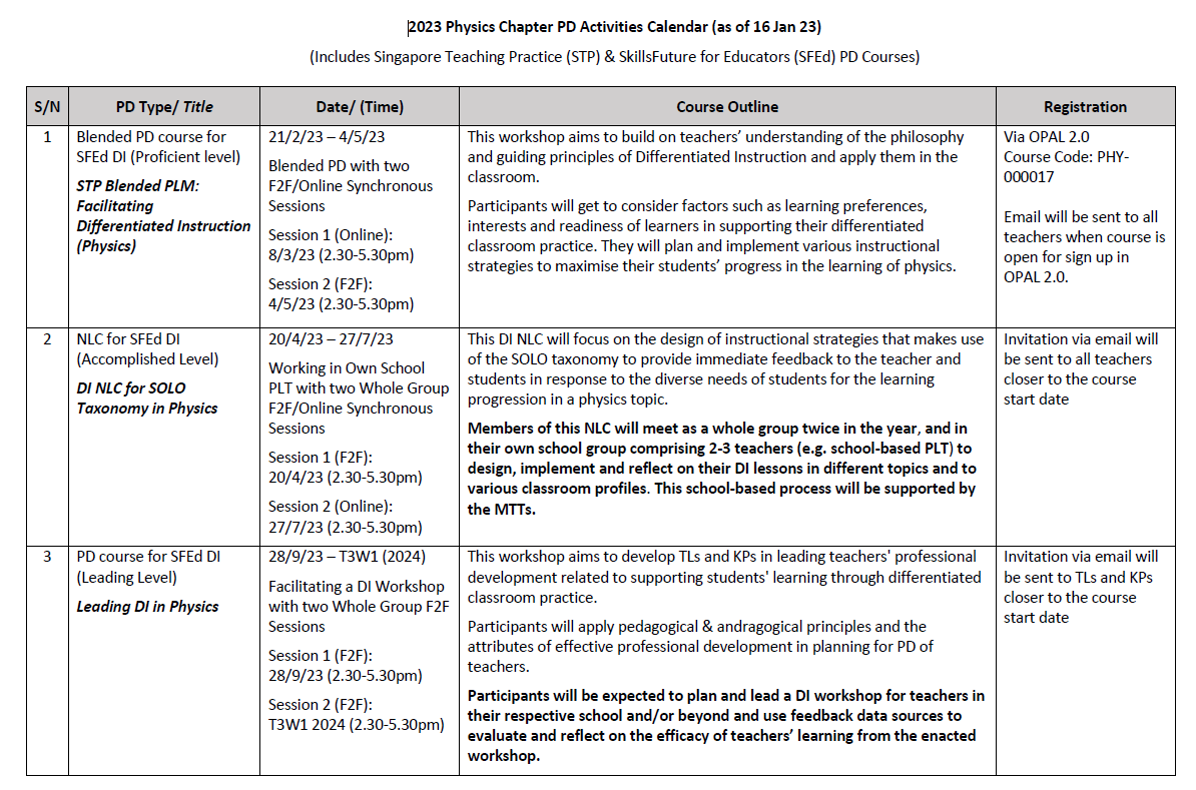 2023 Physics Chapter PD Activities Calendar (as of 16 Jan 23)
(Includes Singapore Teaching Practice (STP) & SkillsFuture for Educators (SFEd) PD Courses)
S/N
PD Type/ Title
Date/ (Time)
Course Outline
Registration
1
Blended PD course for
SFEd DI (Proficient level)
STP Blended PLM:
Facilitating
Differentiated Instruction
(Physics)
21/2/23 – 4/5/23
Blended PD with two
F2F/Online Synchronous
Sessions
Session 1 (Online):
8/3/23 (2.30-5.30pm)
Session 2 (F2F):
4/5/23 (2.30-5.30pm)
This workshop aims to build on teachers’ understanding of the philosophy
and guiding principles of Differentiated Instruction and apply them in the
classroom.
Participants will get to consider factors such as learning preferences,
interests and readiness of learners in supporting their differentiated
classroom practice. They will plan and implement various instructional
strategies to maximise their students’ progress in the learning of physics.
Via OPAL 2.0
Course Code: PHY-
000017
Email will be sent to all
teachers when course is
open for sign up in
OPAL 2.0.
2
NLC for SFEd DI
(Accomplished Level)
DI NLC for SOLO
Taxonomy in Physics
20/4/23 – 27/7/23
Working in Own School
PLT with two Whole Group
F2F/Online Synchronous
Sessions
Session 1 (F2F):
20/4/23 (2.30-5.30pm)
Session 2 (Online):
27/7/23 (2.30-5.30pm)
This DI NLC will focus on the design of instructional strategies that makes use
of the SOLO taxonomy to provide immediate feedback to the teacher and
students in response to the diverse needs of students for the learning
progression in a physics topic.
Members of this NLC will meet as a whole group twice in the year, and in
their own school group comprising 2-3 teachers (e.g. school-based PLT) to
design, implement and reflect on their DI lessons in different topics and to
various classroom profiles. This school-based process will be supported by
the MTTs.
Invitation via email will
be sent to all teachers
closer to the course
start date
3
PD course for SFEd DI
(Leading Level)
Leading DI in Physics
28/9/23 – T3W1 (2024)
Facilitating a DI Workshop
with two Whole Group F2F
Sessions
Session 1 (F2F):
28/9/23 (2.30-5.30pm)
Session 2 (F2F):
T3W1 2024 (2.30-5.30pm)
This workshop aims to develop TLs and KPs in leading teachers' professional
development related to supporting students' learning through differentiated
classroom practice.
Participants will apply pedagogical & andragogical principles and the
attributes of effective professional development in planning for PD of
teachers.
Participants will be expected to plan and lead a DI workshop for teachers in
their respective school and/or beyond and use feedback data sources to
evaluate and reflect on the efficacy of teachers’ learning from the enacted
workshop.
Invitation via email will
be sent to TLs and KPs
closer to the course
start date